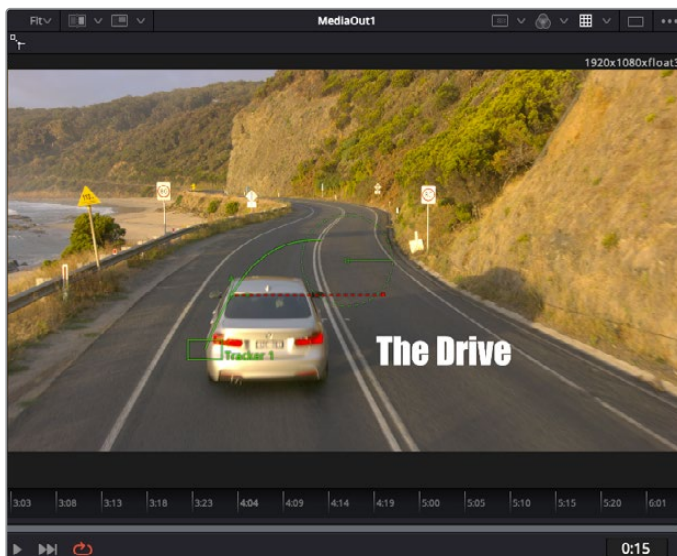 Fit
MediaOut1
1920x1080xfloat3
Tracker 1
The Drive
3:03 3:08 3:13 3:18 3:23 4:04 4:09 4:14 4:19 5:00 5:05 5:10 5:15 5:20 6:01
0:15